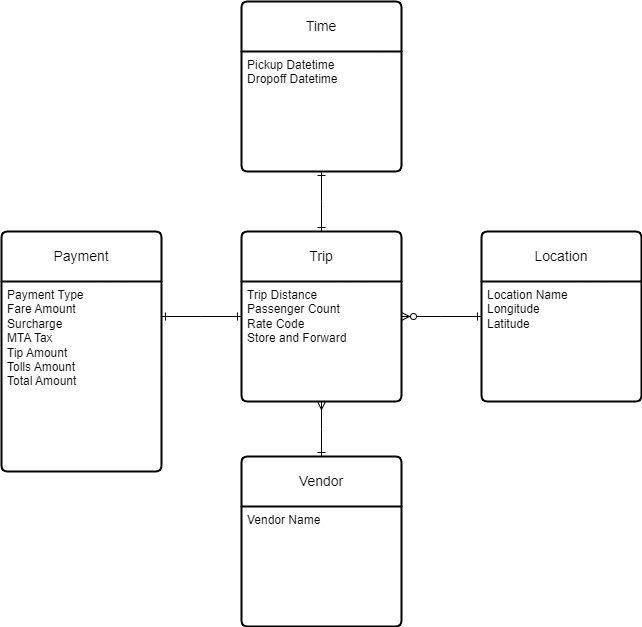 Time
Pickup Datetime
Dropoff Datetime
Payment
Payment Type
Fare Amount
Surcharge
MTA Tax
Tip Amount
Tolls Amount
Total Amount
Trip
Trip Distance
Passenger Count
Rate Code
Store and Forward
Location
Location Name
Longitude
Latitude
Vendor
Vendor Name